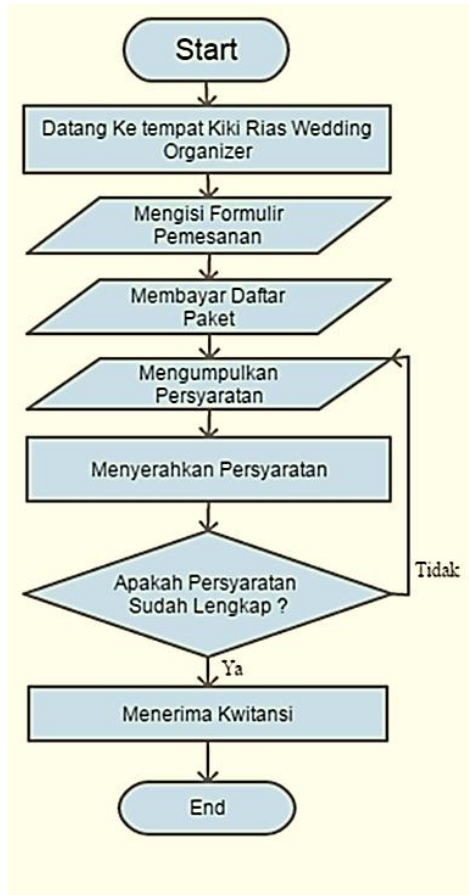 Start
Datang Ke tempat Kiki Rias Wedding
Organizer
Mengisi Formulir
Pemesanan
Membayar Daftar
Paket
Mengumpulkan
Persyaratan
Menyerahkan Persyaratan
Apakah Persyaratan
Sudah Lengkap ?
Tidak
Ya
Menerima Kwitansi
End